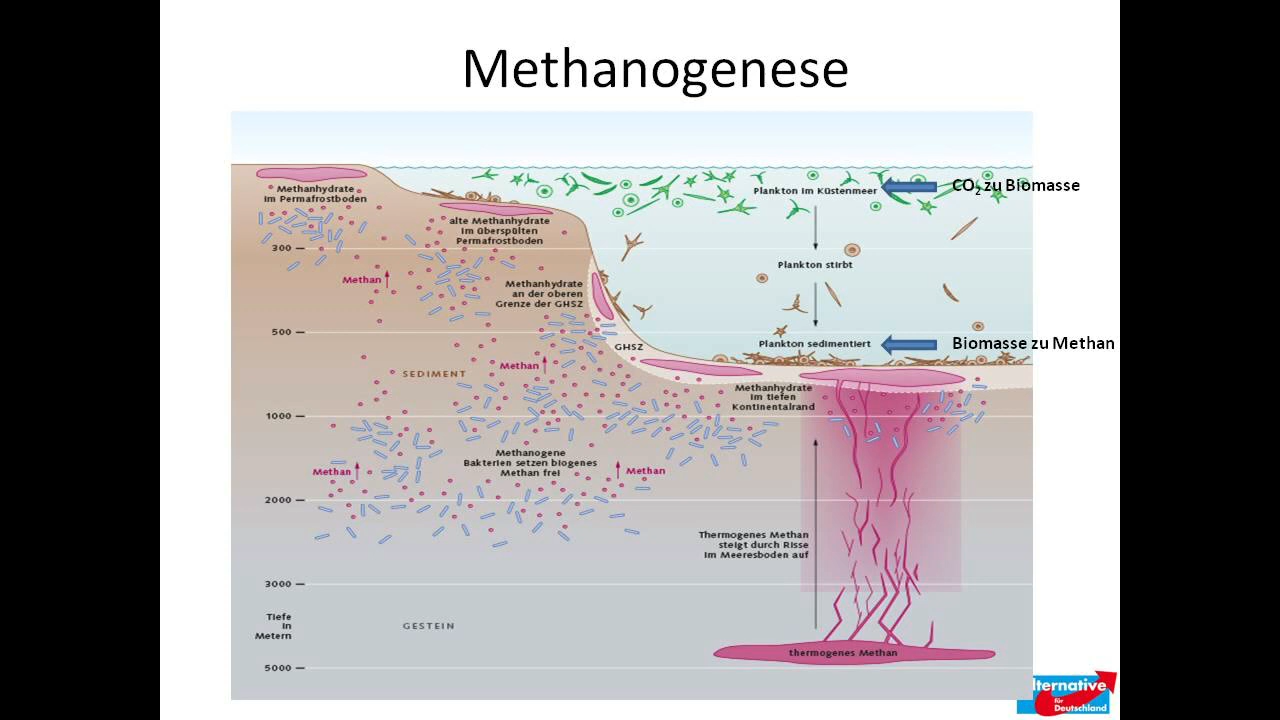 Methanogenese
Methanhydrate
im Permafrostboden
Plankton im Küstenmeer
CO₂ zu Biomasse
alte Methanhydrate
im überspülten
Permafrostboden
300
Plankton stirbt
Methan
Methanhydrate
an der oberen
Grenze der GHSZ
500
GHSZ
Plankton sedimentiert
Biomasse zu Methan
Methan
SEDIMENT
Methanhydrate
im tiefen
Kontinentalrand
1000
Methanogene
Bakterien setzen biogenes
Methan frei
Methan
Methan
2000
Thermogenes Methan
steigt durch Risse
im Meeresboden auf
3000
Tiefe
in
Metern
GESTEIN
thermogenes Methan
5000
lternative
für
Deutschland